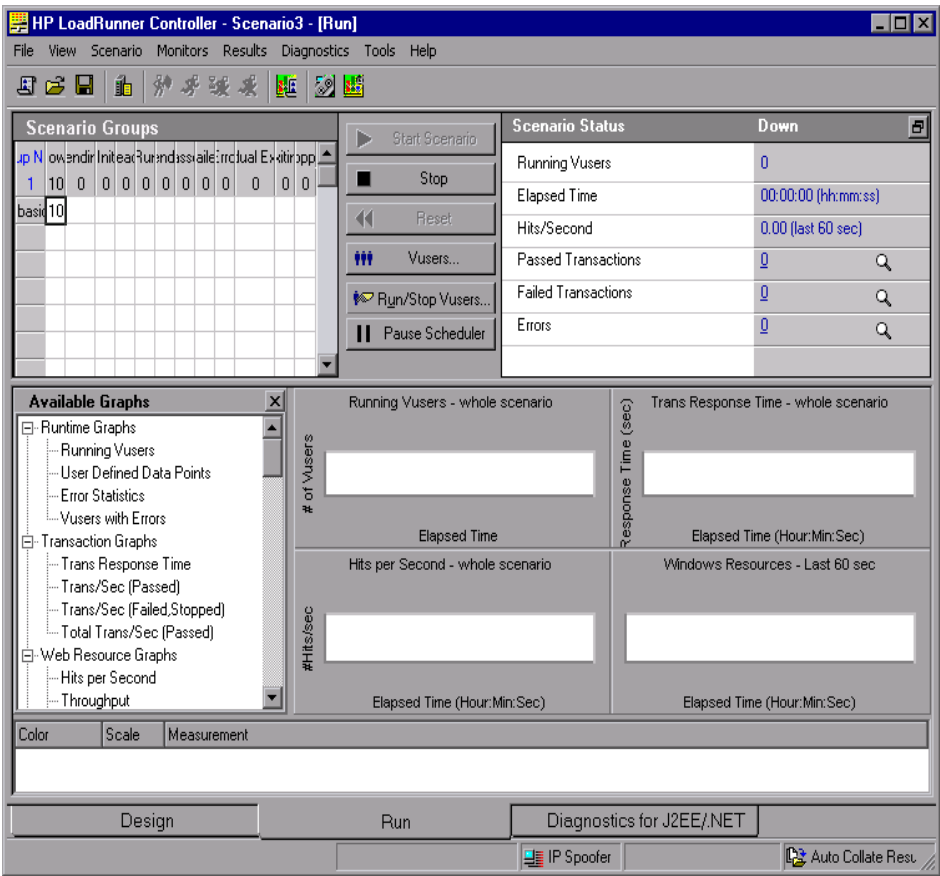 HP LoadRunner Controller - Scenario3 - [Run]
File View Scenario Monitors Results Diagnostics Tools Help
Scenario Groups
1 10 0 0 0 0 0 0 0 0 0 0 0
basic 10
Start Scenario
Stop
Reset
Vusers...
Run/Stop Vusers...
Pause Scheduler
Scenario Status Down
Running Vusers 0
Elapsed Time 00:00:00 (hh:mm:ss)
Hits/Second 0.00 (last 60 sec)
Passed Transactions 0
Failed Transactions 0
Errors 0
Available Graphs
Runtime Graphs
Running Vusers
User Defined Data Points
Error Statistics
Vusers with Errors
Transaction Graphs
Trans Response Time
Trans/Sec (Passed)
Trans/Sec (Failed,Stopped)
Total Trans/Sec (Passed)
Web Resource Graphs
Hits per Second
Throughput
Running Vusers - whole scenario
# of Vusers
Elapsed Time
Trans Response Time - whole scenario
Response Time (sec)
Elapsed Time (Hour:Min:Sec)
Hits per Second - whole scenario
#Hits/sec
Elapsed Time (Hour:Min:Sec)
Windows Resources - Last 60 sec
Elapsed Time (Hour:Min:Sec)
Color Scale Measurement
Design Run Diagnostics for J2EE/.NET
IP Spoofer Auto Collate Resu